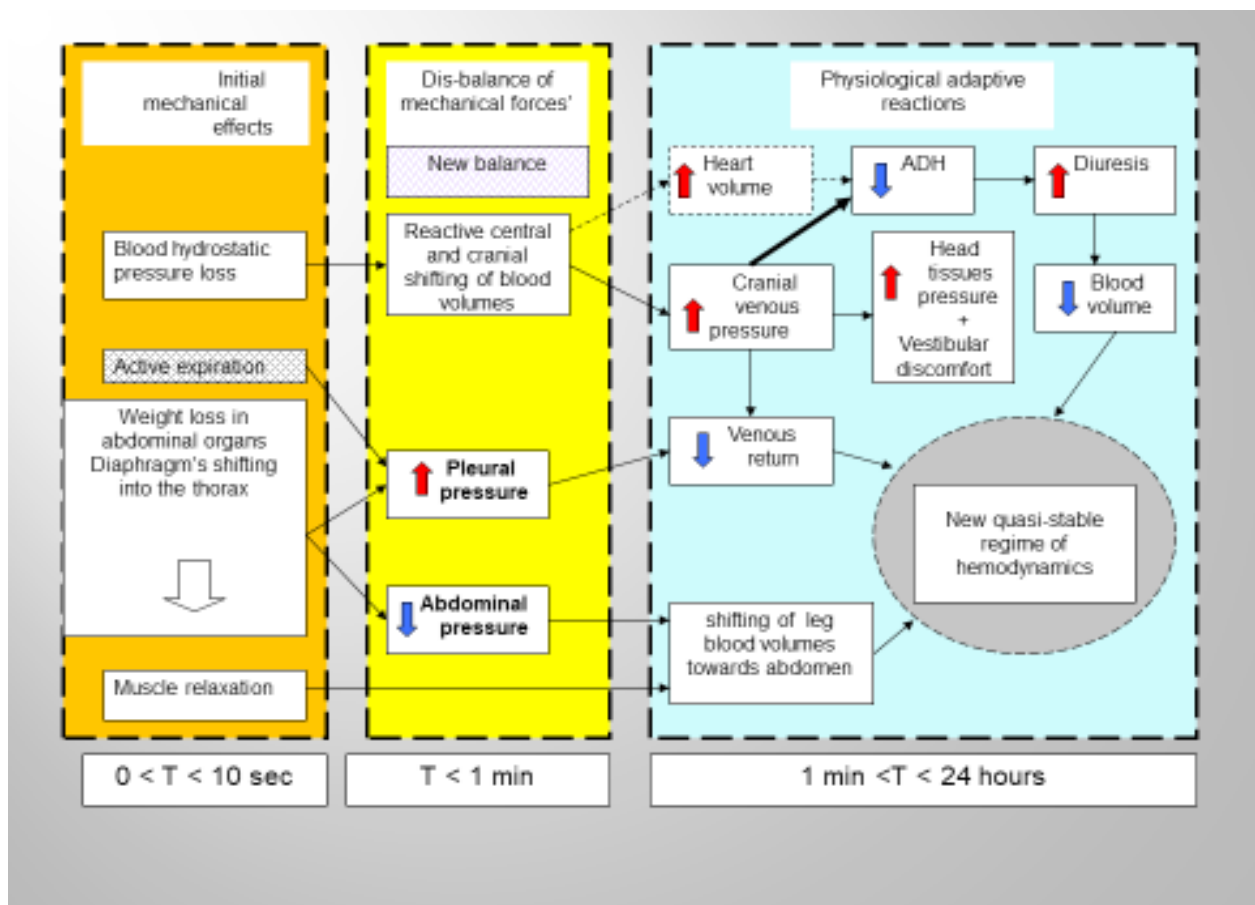 Initial
mechanical
effects
Blood hydrostatic
pressure loss
Active expiration
Weight loss in
abdominal organs
Diaphragm's shifting
into the thorax
Muscle relaxation
0 < T < 10 sec
Dis-balance of
mechanical forces'
New balance
Reactive central
and cranial
shifting of blood
volumes
Pleural
pressure
Abdominal
pressure
T < 1 min
Physiological adaptive
reactions
Heart
volume
ADH
Diuresis
Cranial
venous
pressure
Head
tissues
pressure
+
Vestibular
discomfort
Blood
volume
Venous
return
New quasi-stable
regime of
hemodynamics
shifting of leg
blood volumes
towards abdomen
1 min <T < 24 hours